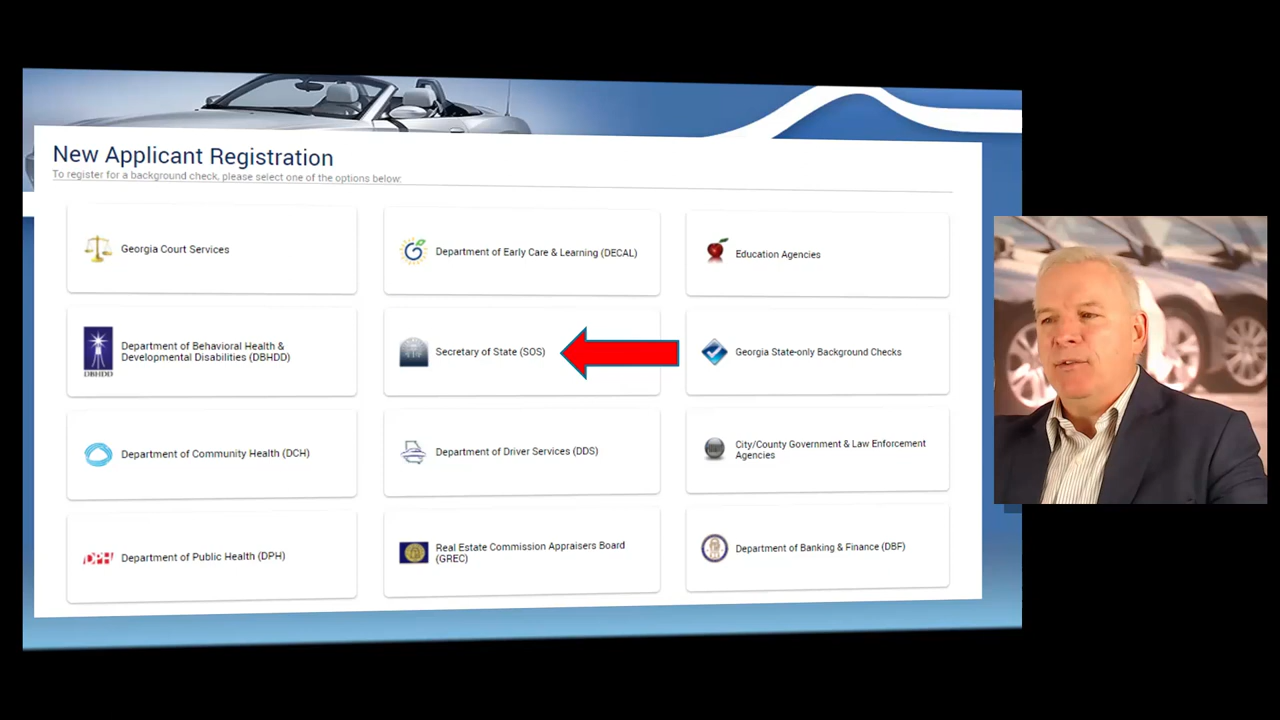 New Applicant Registration
To register for a background check, please select one of the options below:
Georgia Court Services
Department of Early Care & Learning (DECAL)
Education Agencies
Department of Behavioral Health &
Developmental Disabilities (DBHDD)
DBHDD
Secretary of State (SOS)
Georgia State-only Background Checks
Department of Community Health (DCH)
Department of Driver Services (DDS)
City/County Government & Law Enforcement
Agencies
DPH
Department of Public Health (DPH)
Real Estate Commission Appraisers Board
(GREC)
Department of Banking & Finance (DBF)